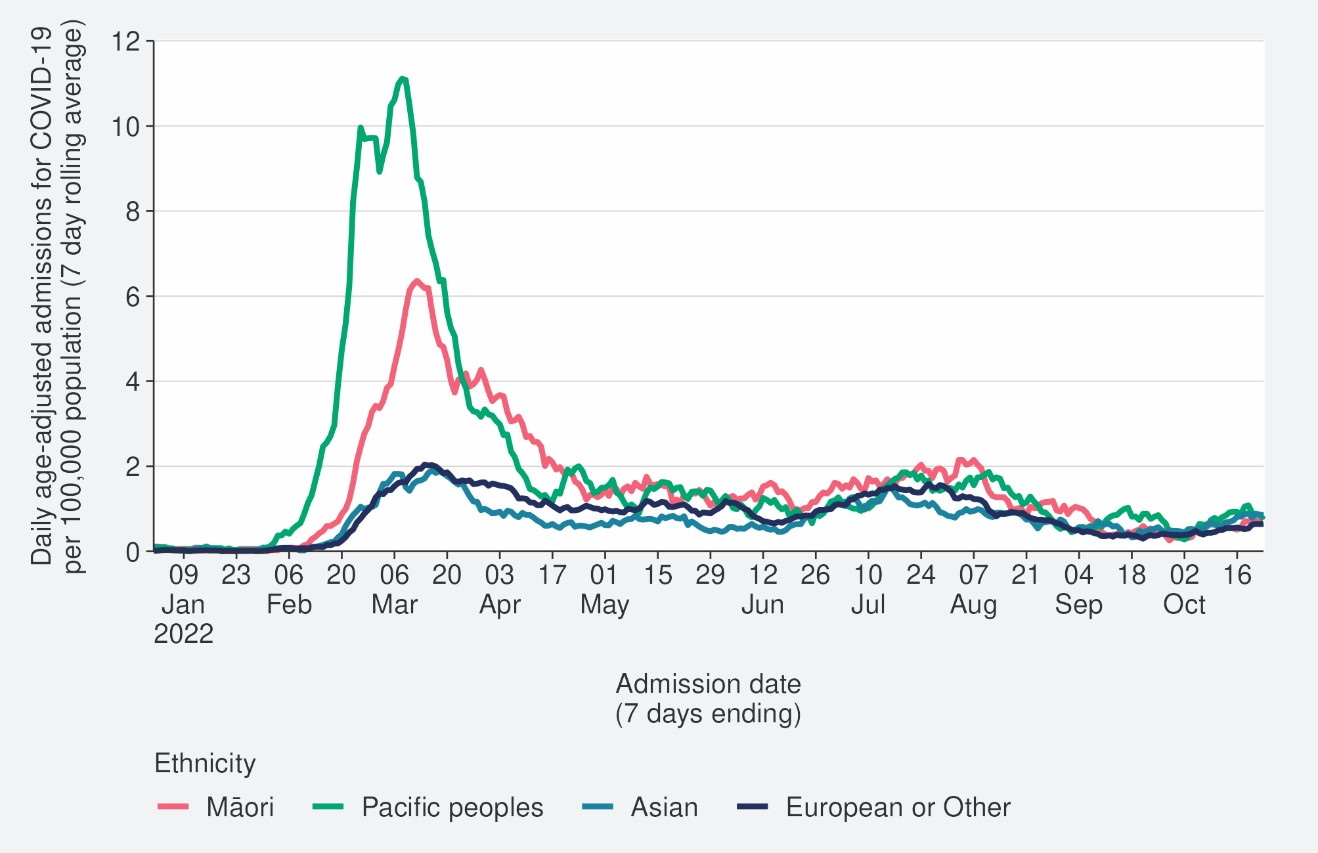 Daily age-adjusted admissions for COVID-19
per 100,000 population (7 day rolling average)
12
10
8
6
4
2
0
09 23 06 20 06 20 03 17 01 15 29 12 26 10 24 07 21 04 18 02 16
Jan Feb Mar Apr May Jun Jul Aug Sep Oct
2022
Admission date
(7 days ending)
Ethnicity
Māori Pacific peoples Asian European or Other